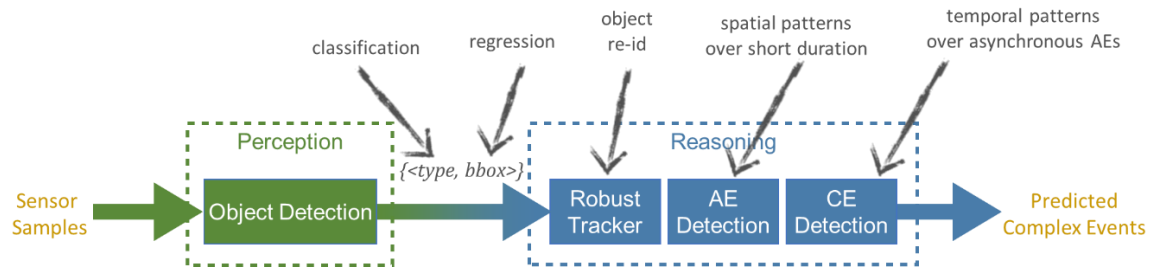 classification
regression
object
re-id
spatial patterns
over short duration
temporal patterns
over asynchronous AEs
Perception
{<type, bbox>}
Reasoning
Sensor
Samples
Object Detection
Robust
Tracker
AE
Detection
CE
Detection
Predicted
Complex Events